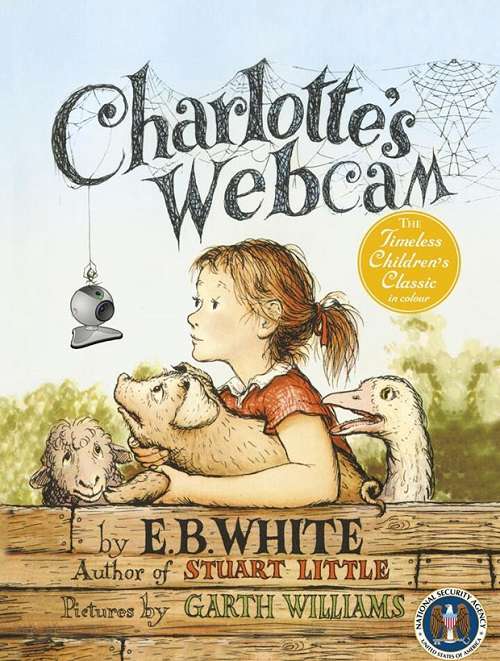 Charlotte's
Webcam
The
Timeless
Children's
Classic
in colour
by E.B. WHITE
Author of STUART LITTLE
Pictures by GARTH WILLIAMS
NATIONAL SECURITY AGENCY
UNITED STATES OF AMERICA